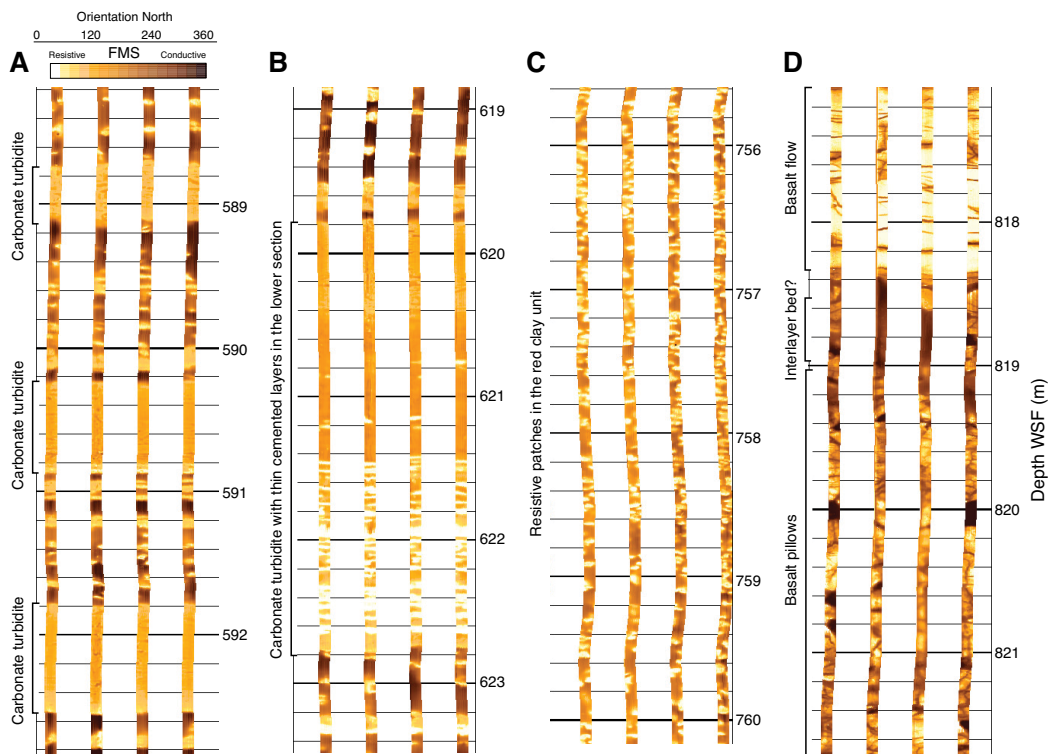 Orientation North
0 120 240 360
Resistive FMS Conductive
A
Carbonate turbidite
Carbonate turbidite
Carbonate turbidite
589
590
591
592
B
Carbonate turbidite with thin cemented layers in the lower section
619
620
621
622
623
C
Resistive patches in the red clay unit
756
757
758
759
760
D
Basalt flow
Interlayer bed?
Basalt pillows
818
819
820
821
Depth WSF (m)